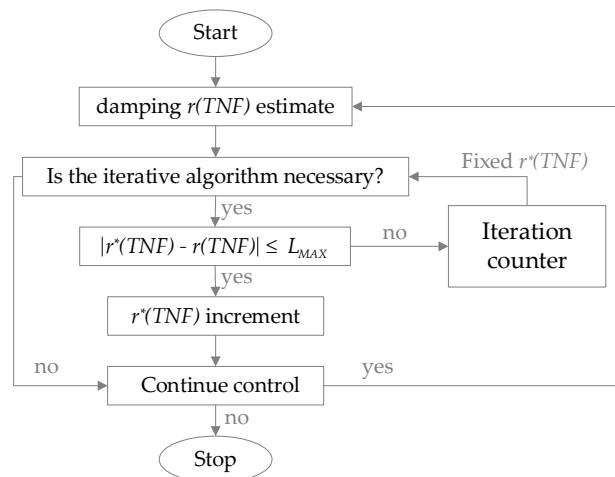 Start
damping r(TNF) estimate
Fixed r*(TNF)
Is the iterative algorithm necessary?
yes
|r*(TNF) - r(TNF)| ≤ L_MAX
no
Iteration
counter
yes
r*(TNF) increment
no
Continue control
yes
no
Stop